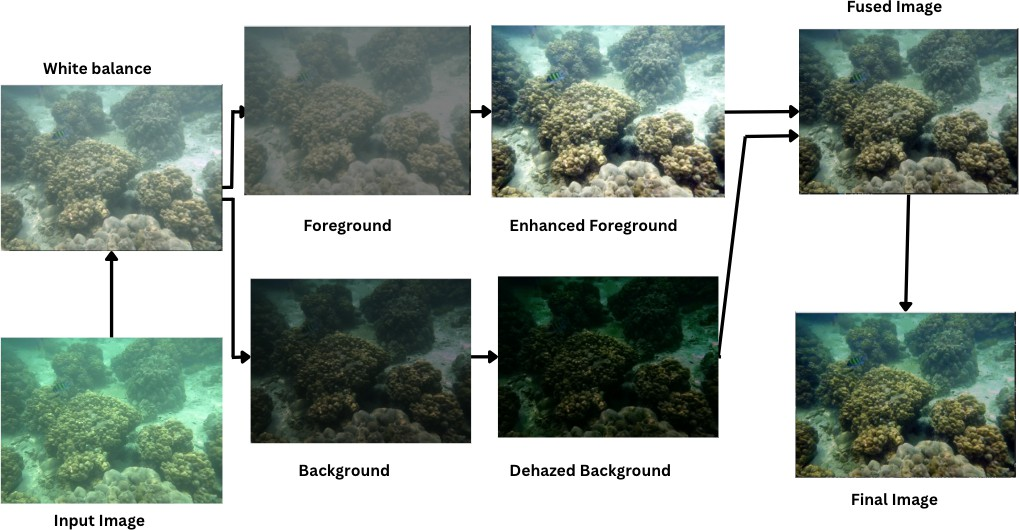 Fused Image
White balance
Foreground
Enhanced Foreground
Background
Dehazed Background
Final Image
Input Image